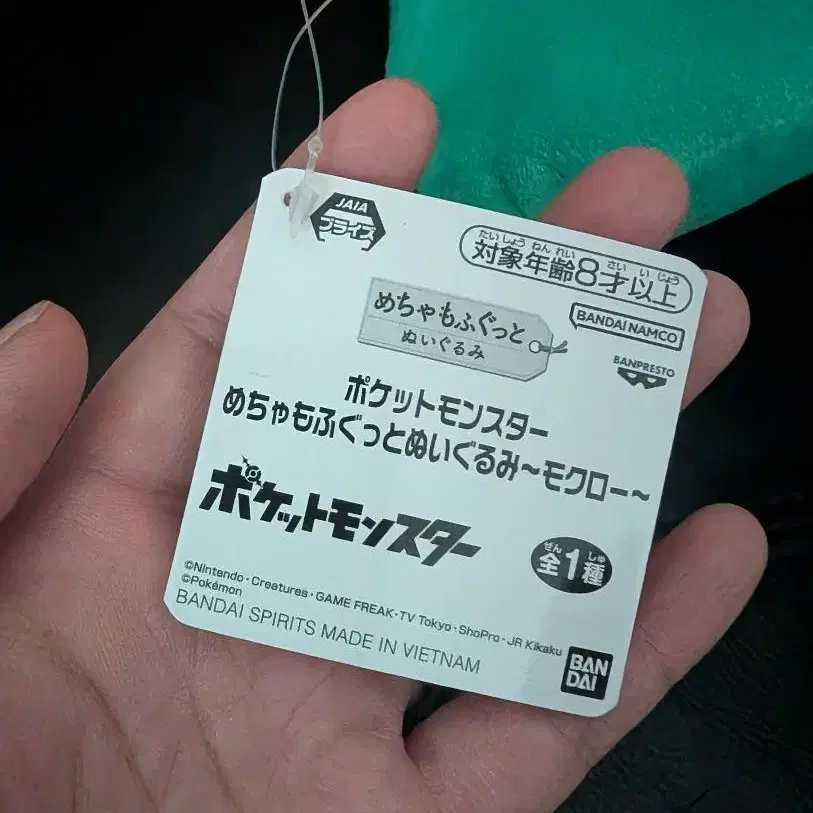 JAIA
プライズ
たいしょうねんれい さいいじょう
対象年齢8才以上
めちゃもふぐっと
ぬいぐるみ
BANDAI NAMCO
BANPRESTO
ポケットモンスター
めちゃもふぐっとぬいぐるみ～モクロー～
ポケットモンスター
ぜん しゅ
全1種
©Nintendo・Creatures・GAME FREAK・TV Tokyo・ShoPro・JR Kikaku
©Pokémon
BANDAI SPIRITS MADE IN VIETNAM
BAN
DAI